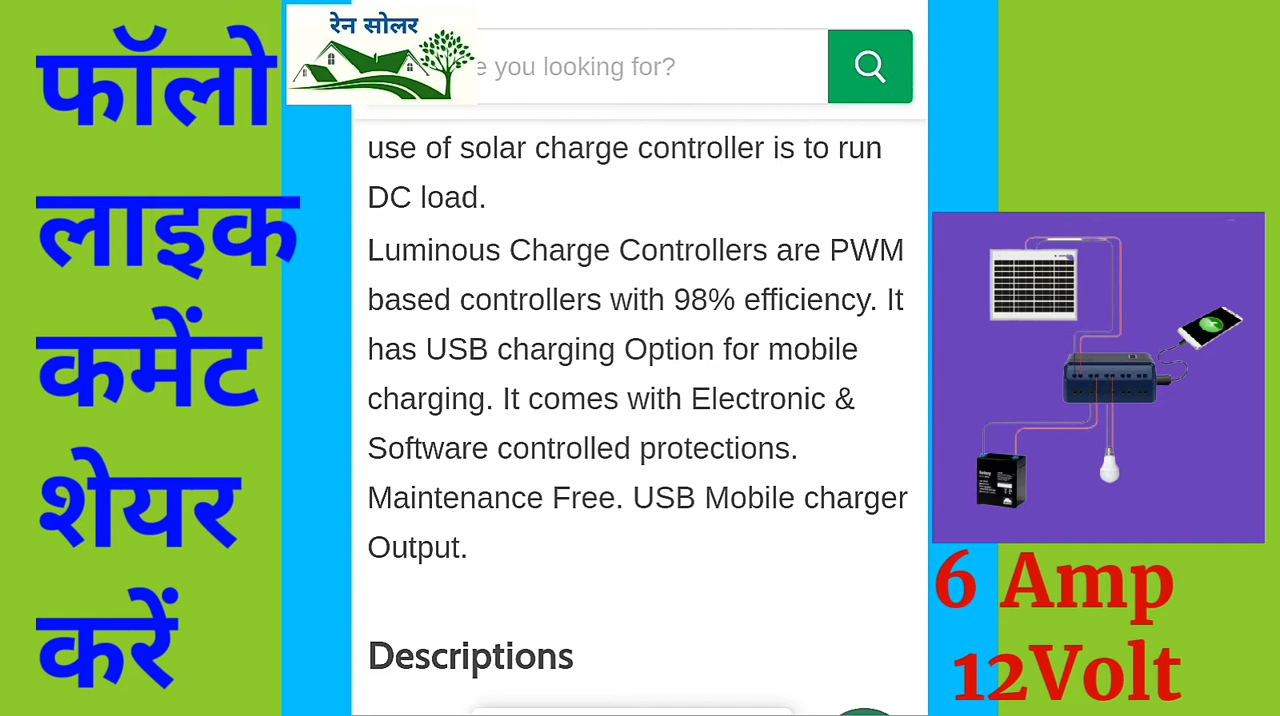 फॉलो
लाइक
कमेंट
शेयर
करें
रेन सोलर
e you looking for?
use of solar charge controller is to run
DC load.
Luminous Charge Controllers are PWM
based controllers with 98% efficiency. It
has USB charging Option for mobile
charging. It comes with Electronic &
Software controlled protections.
Maintenance Free. USB Mobile charger
Output.
Descriptions
6 Amp
12Volt